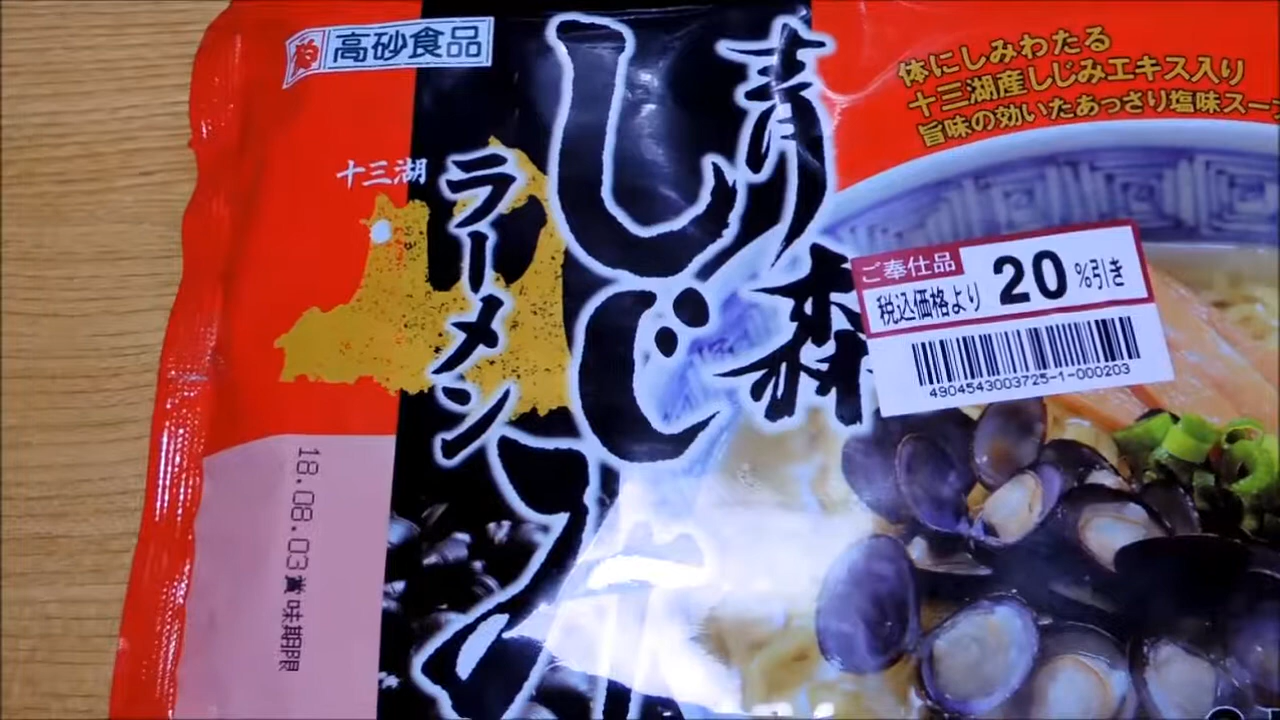 高砂食品
青森
しじみ
ラーメン
十三湖
体にしみわたる
十三湖産しじみエキス入り
旨味の効いたあっさり塩味スー
ご奉仕品
税込価格より 20%引き
4904543003725-1-000203
18.08.03賞味期限